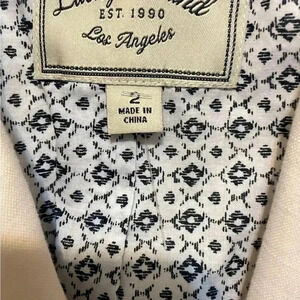 EST. 1990
Los Angeles
2
MADE IN
CHINA